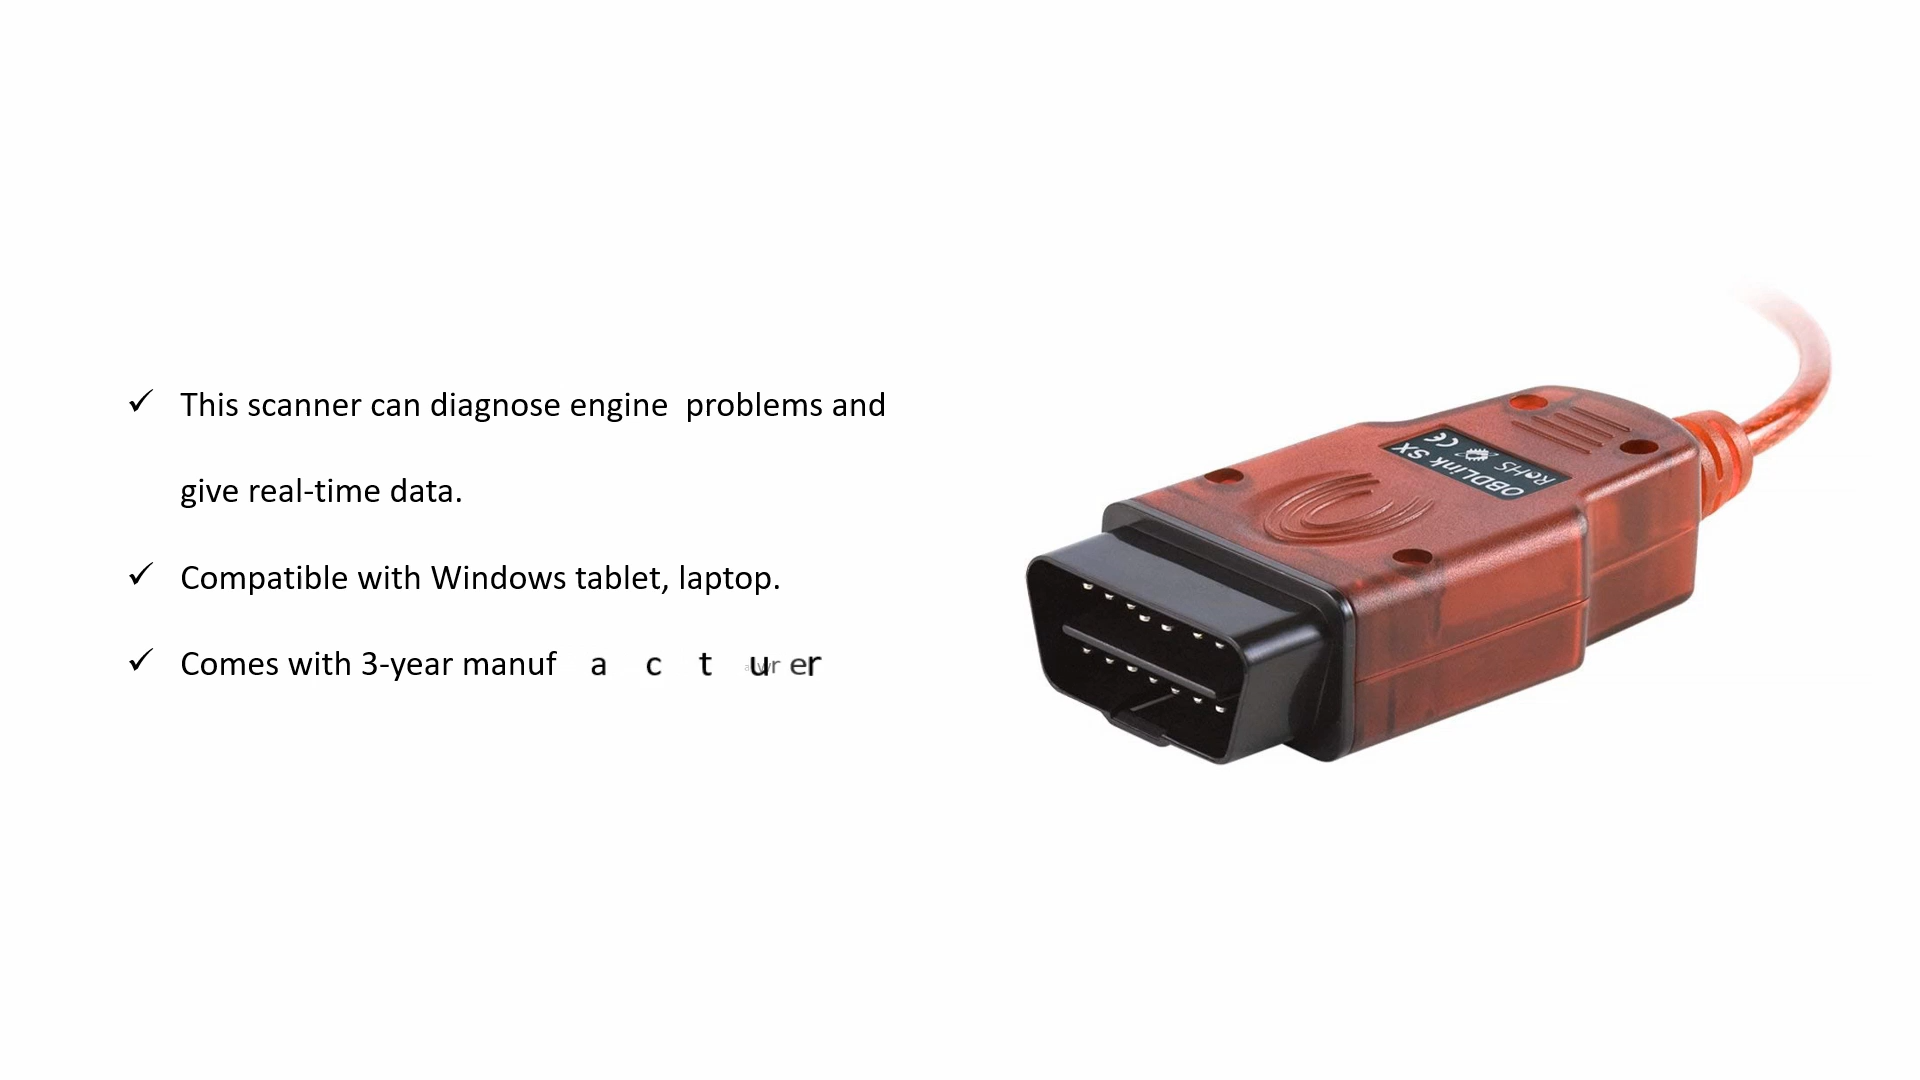 This scanner can diagnose engine problems and
give real-time data.
Compatible with Windows tablet, laptop.
Comes with 3-year manuf a c t u er
OBDLink SX
RoHS CE